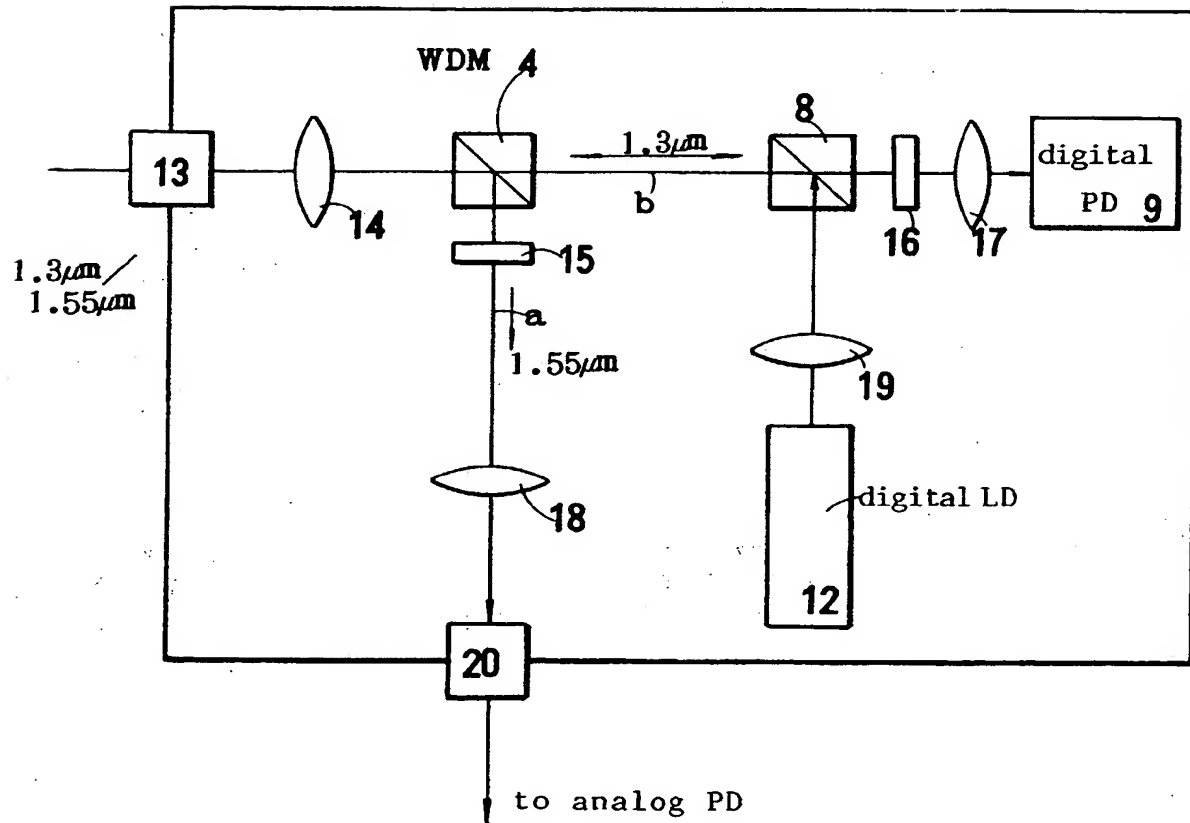 WDM 4
8
1.3μm
13
14
b
digital
PD 9
16
17
15
1.3μm/
1.55μm
a
1.55μm
19
18
digital LD
12
20
to analog PD